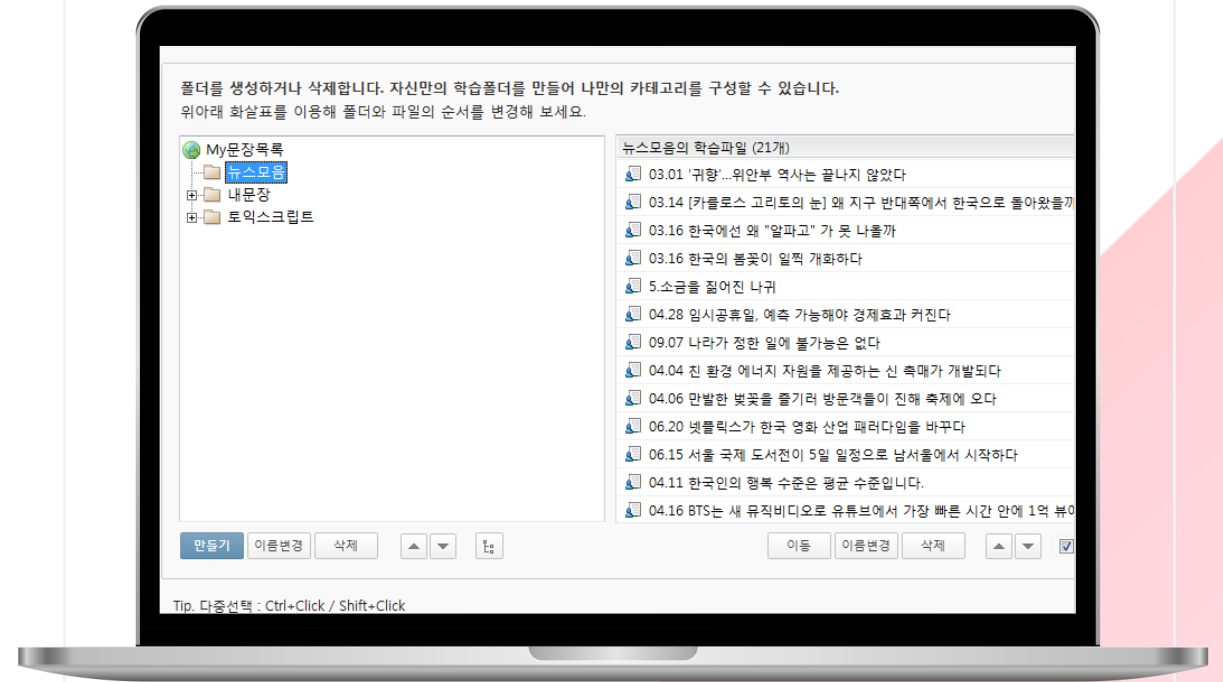 폴더를 생성하거나 삭제합니다. 자신만의 학습폴더를 만들어 나만의 카테고리를 구성할 수 있습니다.
위아래 화살표를 이용해 폴더와 파일의 순서를 변경해 보세요.
My문장목록
뉴스모음
내문장
토익스크립트
뉴스모음의 학습파일 (21개)
03.01 '귀향'...위안부 역사는 끝나지 않았다
03.14 [카를로스 고리토의 눈] 왜 지구 반대쪽에서 한국으로 돌아왔을까
03.16 한국에선 왜 "알파고" 가 못 나올까
03.16 한국의 봄꽃이 일찍 개화하다
5.소금을 짊어진 나귀
04.28 임시공휴일, 예측 가능해야 경제효과 커진다
09.07 나라가 정한 일에 불가능은 없다
04.04 친 환경 에너지 자원을 제공하는 신 촉매가 개발되다
04.06 만발한 벚꽃을 즐기러 방문객들이 진해 축제에 오다
06.20 넷플릭스가 한국 영화 산업 패러다임을 바꾸다
06.15 서울 국제 도서전이 5일 일정으로 남서울에서 시작하다
04.11 한국인의 행복 수준은 평균 수준입니다.
04.16 BTS는 새 뮤직비디오로 유튜브에서 가장 빠른 시간 안에 1억 뷰
만들기 이름변경 삭제 이동 이름변경 삭제
Tip. 다중선택 : Ctrl+Click / Shift+Click